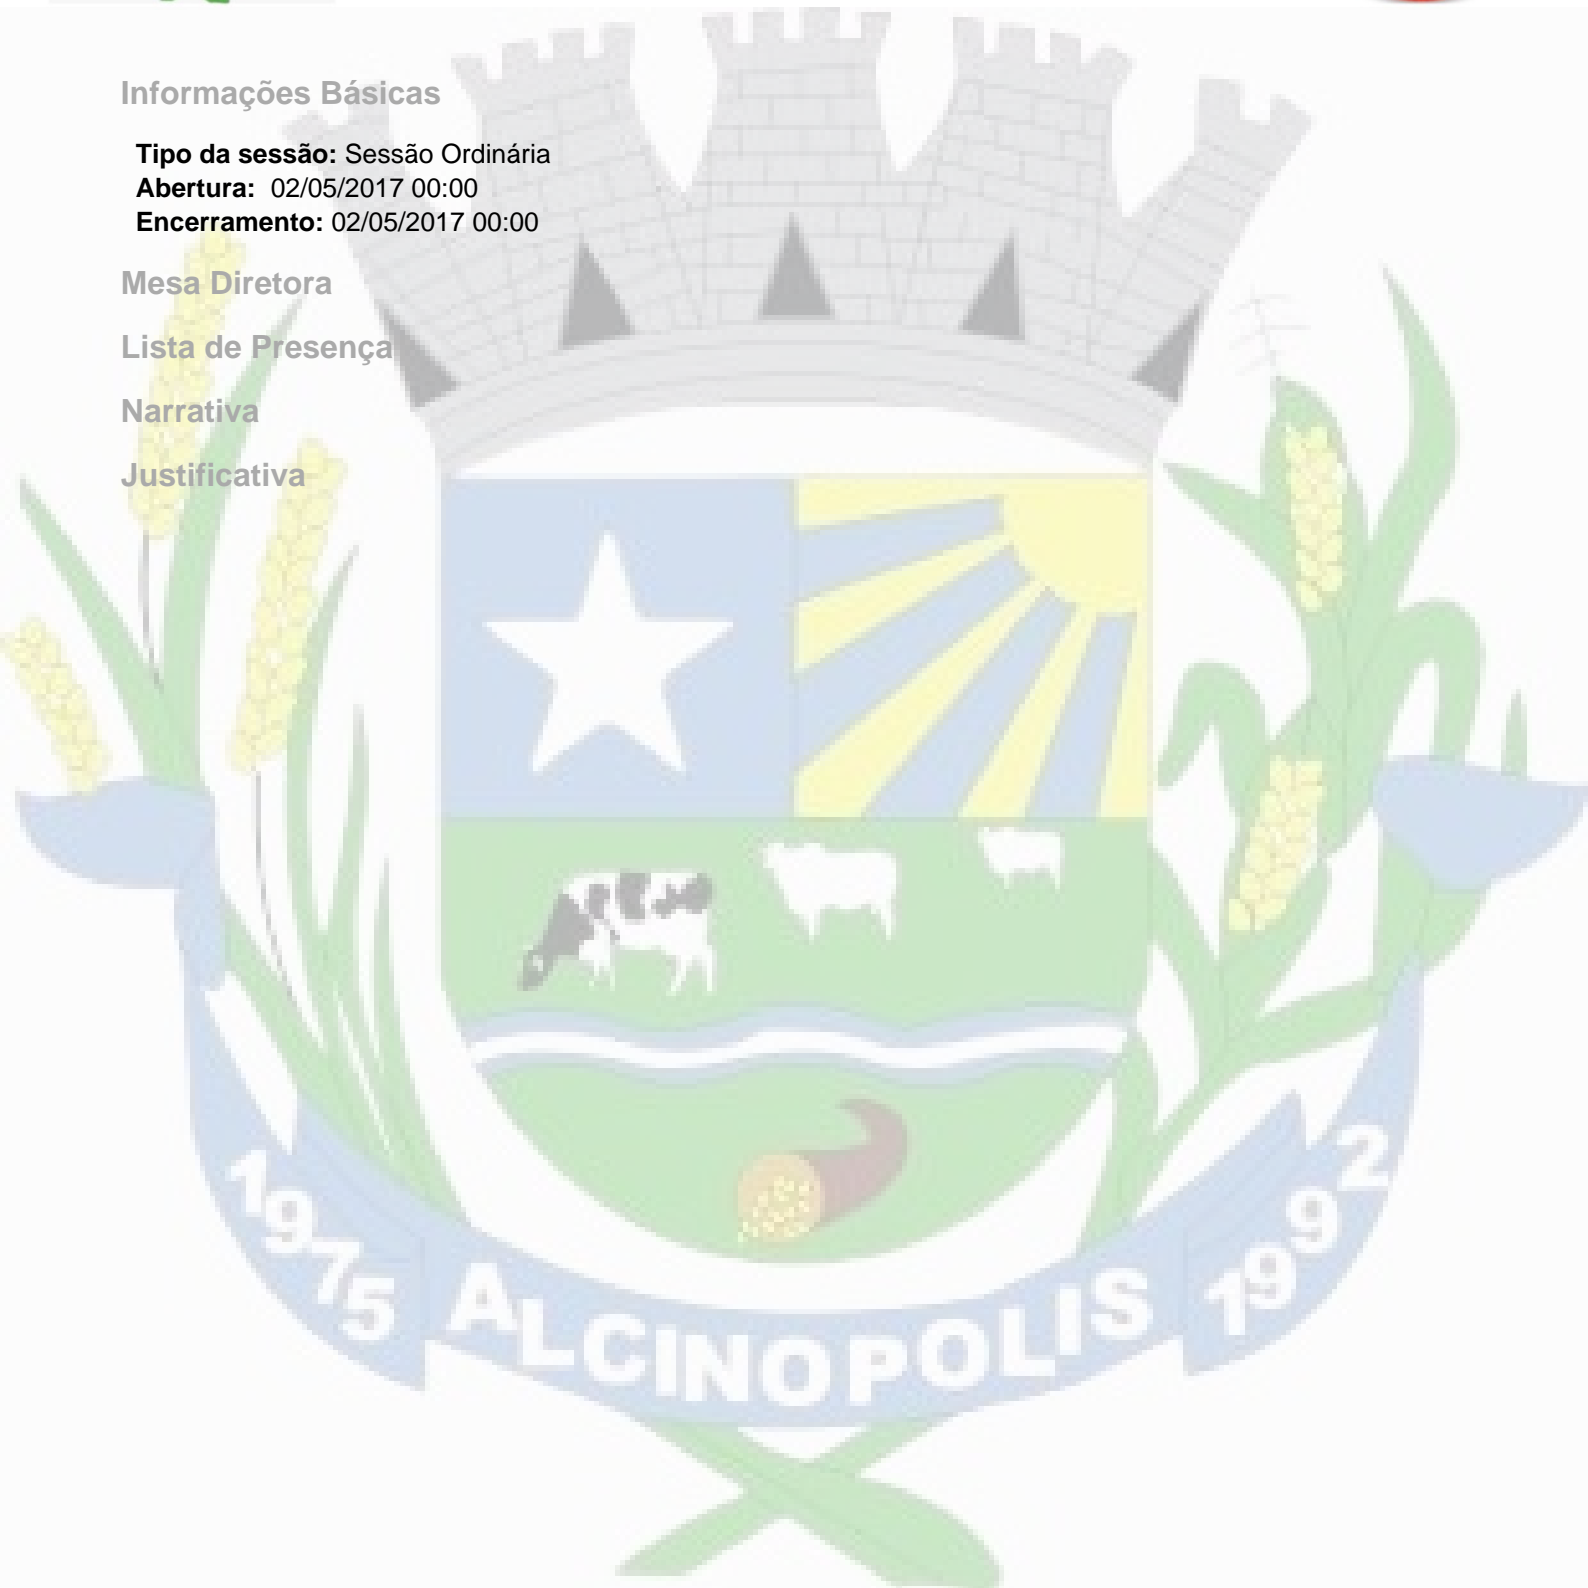 Informações Básicas
Tipo da sessão: Sessão Ordinária
Abertura: 02/05/2017 00:00
Encerramento: 02/05/2017 00:00
Mesa Diretora
Lista de Presença
Narrativa
Justificativa
1975 ALCINOPOLIS 1992